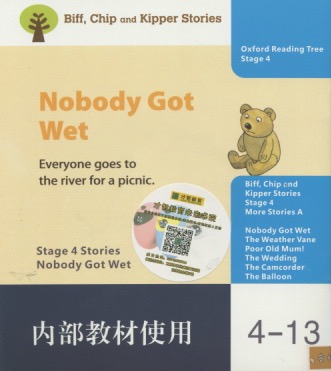 Biff, Chip and Kipper Stories
Oxford Reading Tree
Stage 4
Nobody Got
Wet
Everyone goes to
the river for a picnic.
Biff, Chip and
Kipper Stories
Stage 4
More Stories A
Nobody Got Wet
The Weather Vane
Poor Old Mum!
The Wedding
The Camcorder
The Balloon
Stage 4 Stories
Nobody Got Wet
内部教材使用
4-13